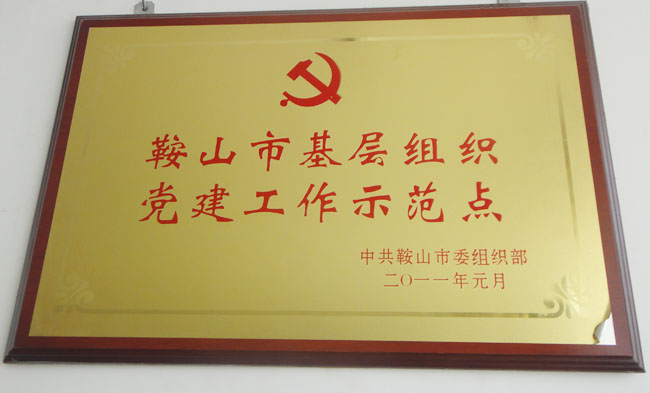 鞍山市基层组织
党建工作示范点
中共鞍山市委组织部
二〇一一年元月